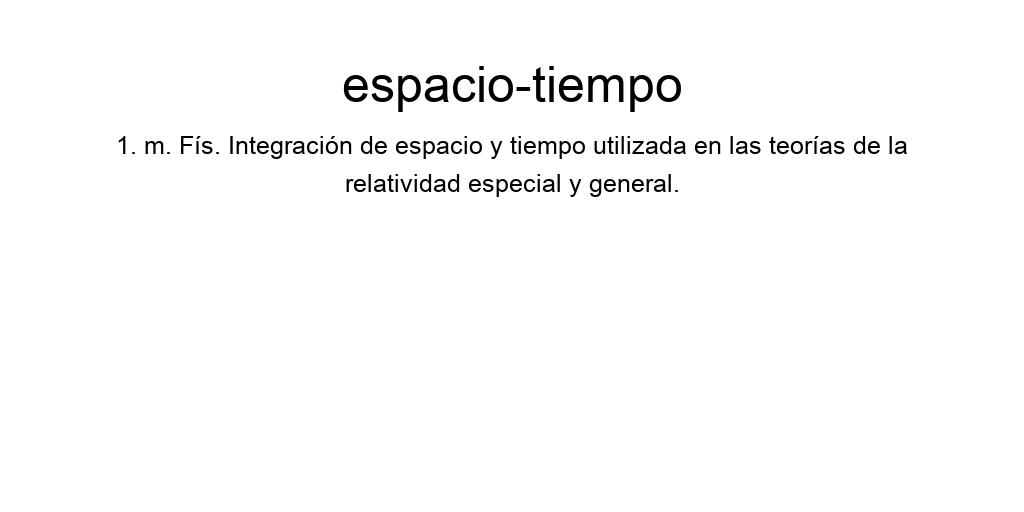 espacio-tiempo
1. m. Fís. Integración de espacio y tiempo utilizada en las teorías de la
relatividad especial y general.